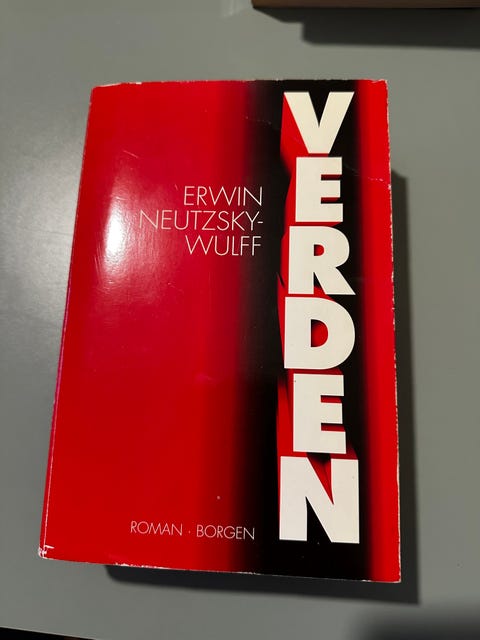 ERWIN
NEUTZSKY-
WULFF
VERDEN
ROMAN · BORGEN